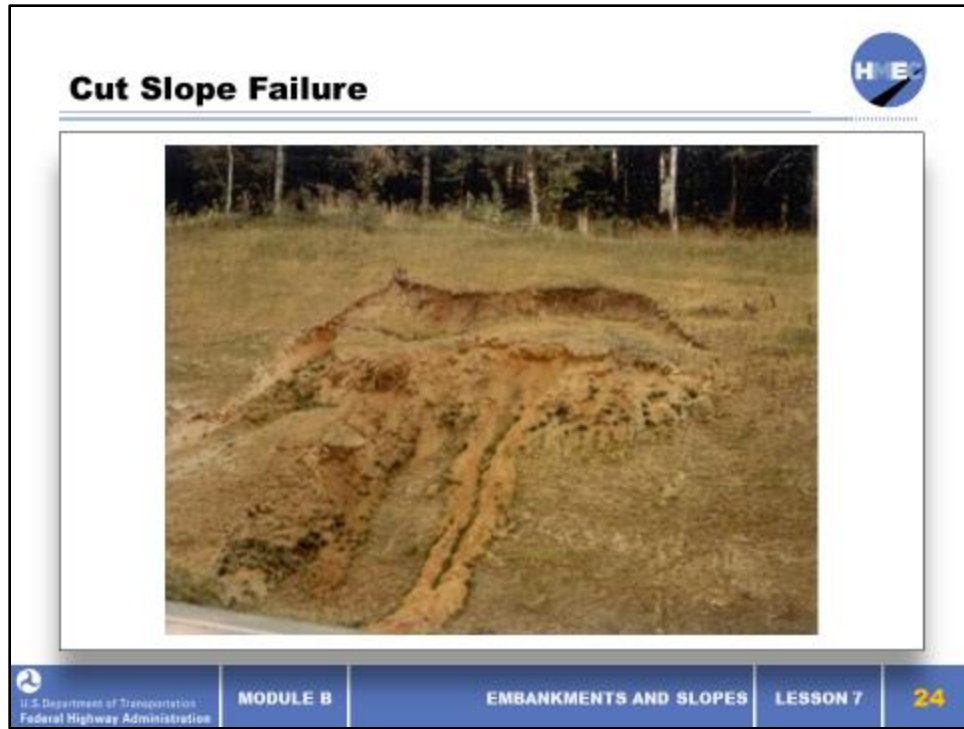 Cut Slope Failure
HMEC
U.S. Department of Transportation
Federal Highway Administration
MODULE B
EMBANKMENTS AND SLOPES
LESSON 7
24